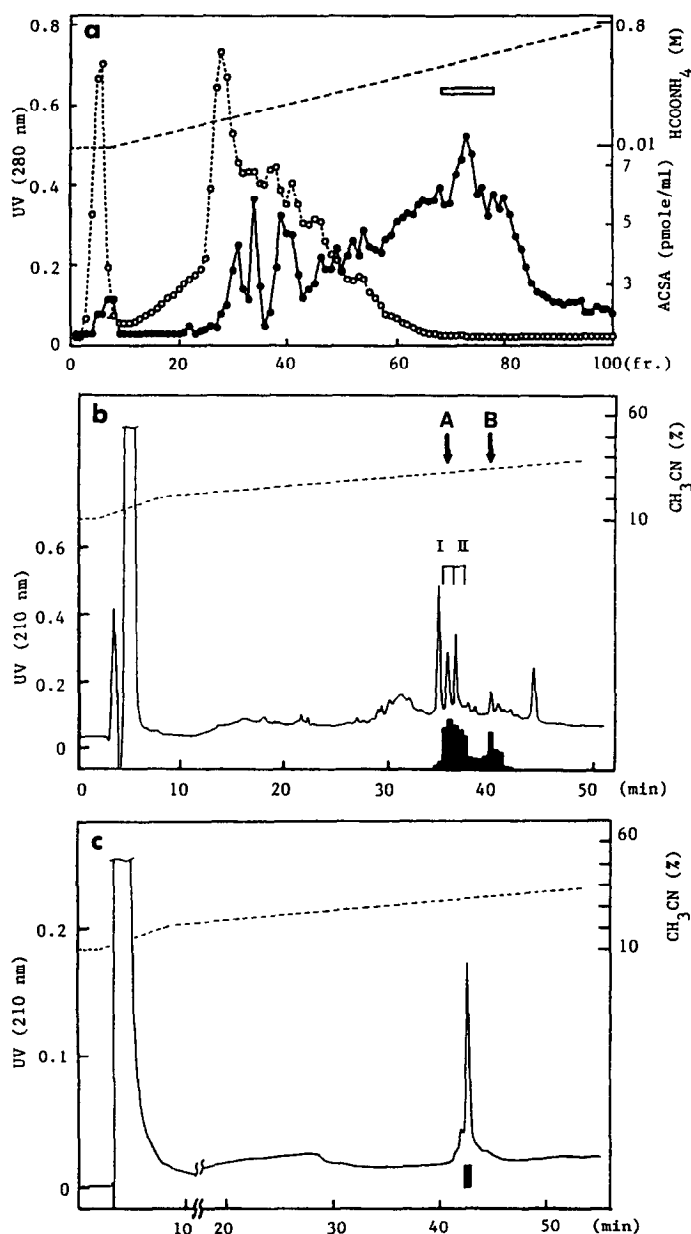 a
0.8
0.6
0.4
0.2
0
UV (280 nm)
0.8
0.01
HCOONH4 (M)
7
5
3
ACSA (pmole/ml)
0 20 40 60 80 100(fr.)
b
A B
60
10
CH3CN (%)
I II
0.6
0.4
0.2
0
UV (210 nm)
0 10 20 30 40 50 (min)
c
60
10
CH3CN (%)
0.2
0.1
0
UV (210 nm)
10 20 30 40 50 (min)